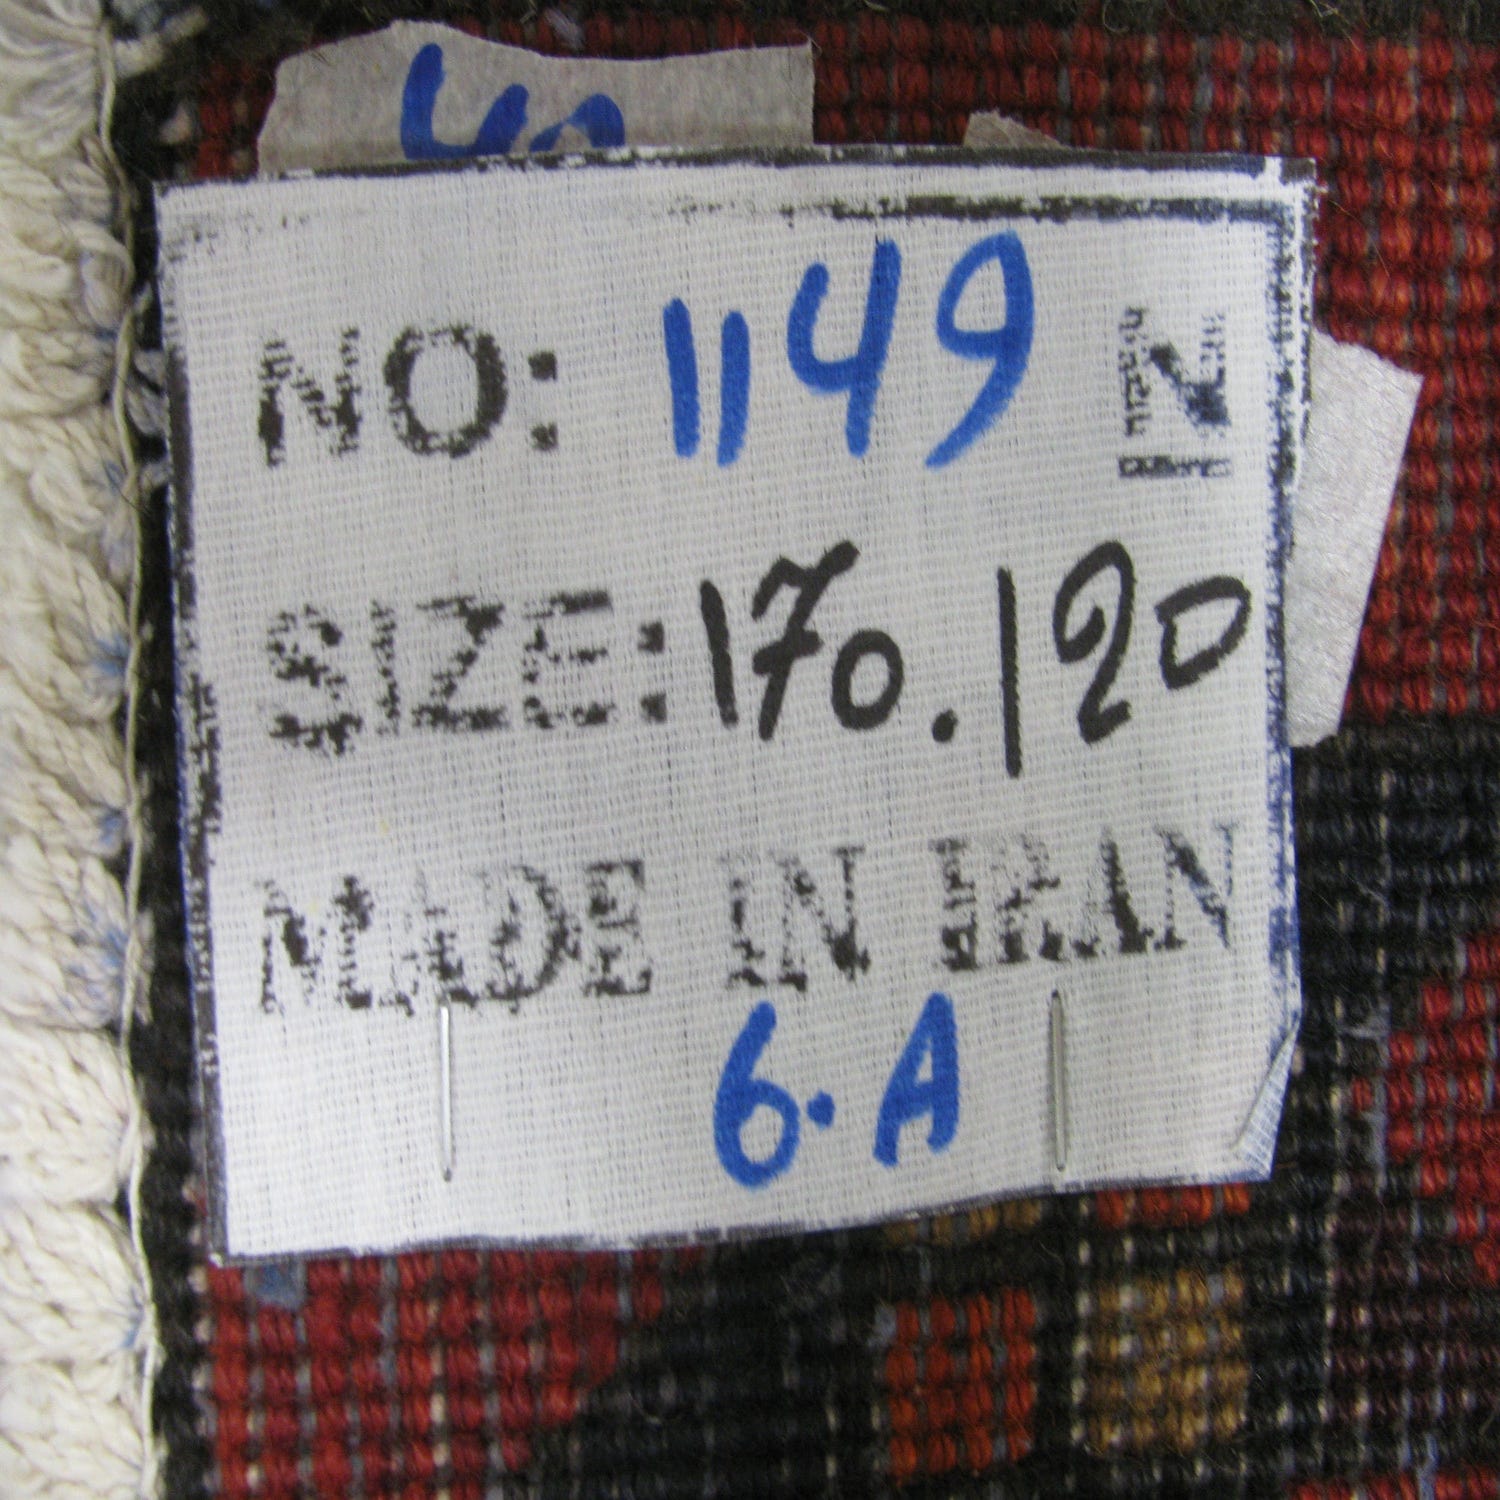 NO: 1149 N
SIZE: 170.120
MADE IN IRAN
6.A